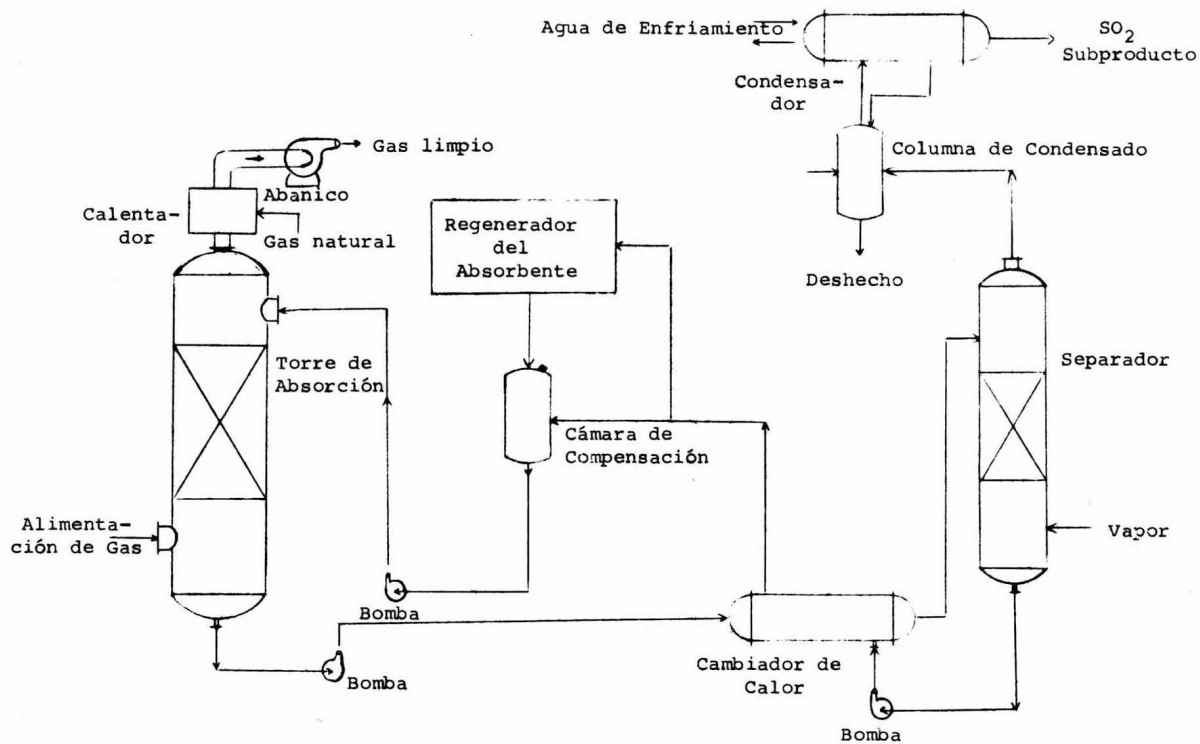 Agua de Enfriamiento
SO2
Subproducto
Condensa-
dor
Gas limpio
Columna de Condensado
Abanico
Calenta-
dor
Gas natural
Regenerador
del
Absorbente
Deshecho
Torre de
Absorción
Separador
Cámara de
Compensación
Alimenta-
ción de Gas
Vapor
Bomba
Bomba
Cambiador de
Calor
Bomba